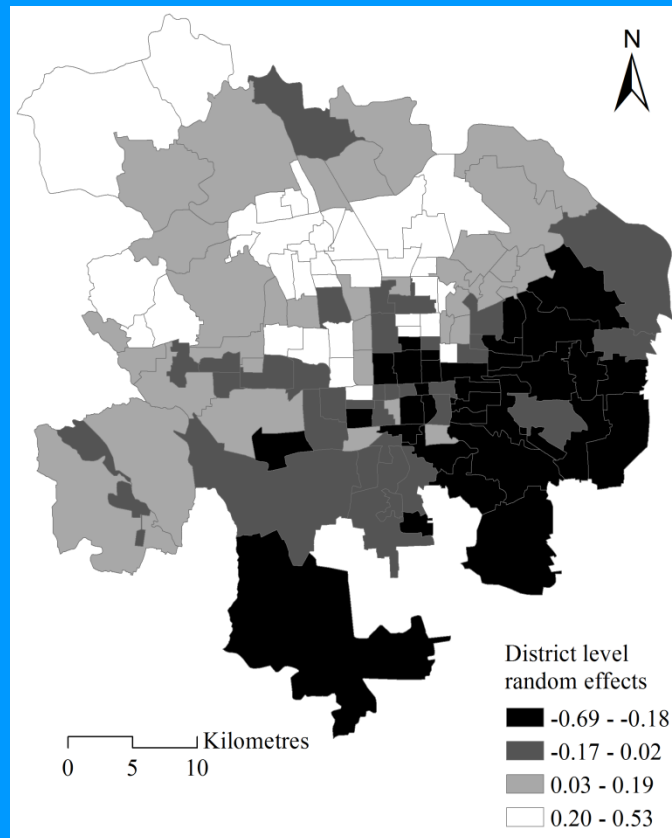 N
District level
random effects
-0.69 - -0.18
-0.17 - 0.02
0.03 - 0.19
0.20 - 0.53
Kilometres
0 5 10